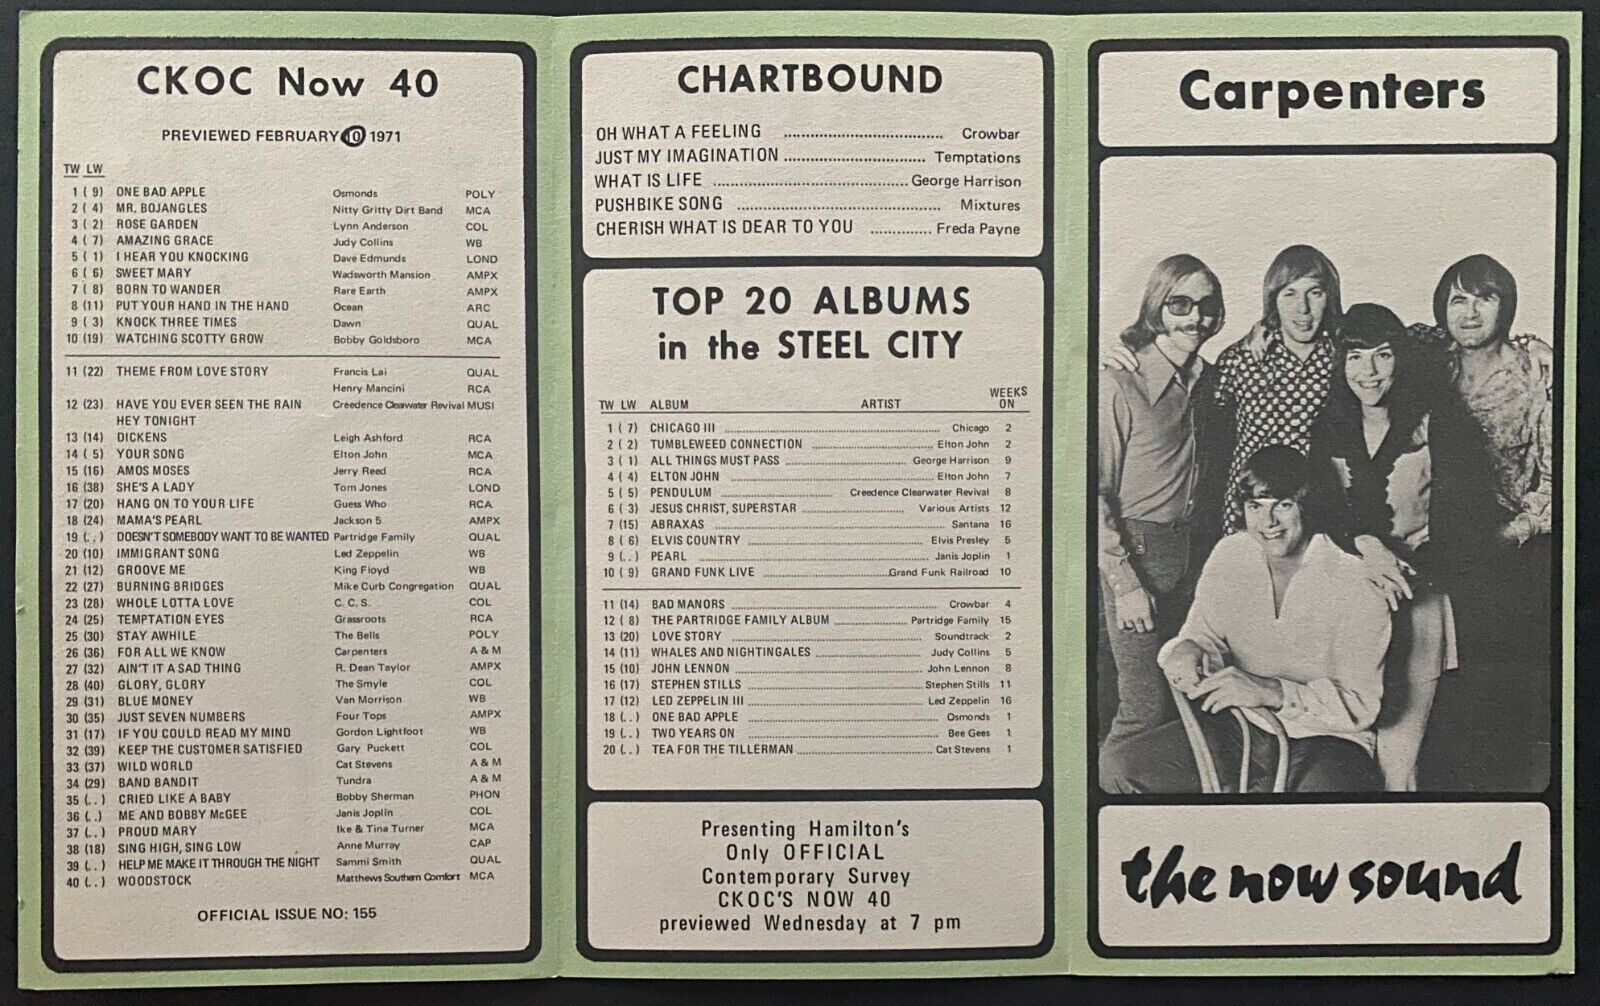 CKOC Now 40
PREVIEWED FEBRUARY 10 1971
TW LW
1 ( 9) ONE BAD APPLE Osmonds POLY
2 ( 4) MR. BOJANGLES Nitty Gritty Dirt Band MCA
3 ( 2) ROSE GARDEN Lynn Anderson COL
4 ( 7) AMAZING GRACE Judy Collins WB
5 ( 1) I HEAR YOU KNOCKING Dave Edmunds LOND
6 ( 6) SWEET MARY Wadsworth Mansion AMPX
7 ( 8) BORN TO WANDER Rare Earth AMPX
8 (11) PUT YOUR HAND IN THE HAND Ocean ARC
9 ( 3) KNOCK THREE TIMES Dawn QUAL
10 (19) WATCHING SCOTTY GROW Bobby Goldsboro MCA
11 (22) THEME FROM LOVE STORY Francis Lai QUAL
Henry Mancini RCA
12 (23) HAVE YOU EVER SEEN THE RAIN Creedence Clearwater Revival MUSI
HEY TONIGHT
13 (14) DICKENS Leigh Ashford RCA
14 ( 5) YOUR SONG Elton John MCA
15 (16) AMOS MOSES Jerry Reed RCA
16 (38) SHE'S A LADY Tom Jones LOND
17 (20) HANG ON TO YOUR LIFE Guess Who RCA
18 (24) MAMA'S PEARL Jackson 5 AMPX
19 (..) DOESN'T SOMEBODY WANT TO BE WANTED Partridge Family QUAL
20 (10) IMMIGRANT SONG Led Zeppelin WB
21 (12) GROOVE ME King Floyd WB
22 (27) BURNING BRIDGES Mike Curb Congregation QUAL
23 (28) WHOLE LOTTA LOVE C. C. S. COL
24 (25) TEMPTATION EYES Grassroots RCA
25 (30) STAY AWHILE The Bells POLY
26 (36) FOR ALL WE KNOW Carpenters A & M
27 (32) AIN'T IT A SAD THING R. Dean Taylor AMPX
28 (40) GLORY, GLORY The Smyle COL
29 (31) BLUE MONEY Van Morrison WB
30 (35) JUST SEVEN NUMBERS Four Tops AMPX
31 (17) IF YOU COULD READ MY MIND Gordon Lightfoot WB
32 (39) KEEP THE CUSTOMER SATISFIED Gary Puckett COL
33 (37) WILD WORLD Cat Stevens A & M
34 (29) BAND BANDIT Tundra A & M
35 (..) CRIED LIKE A BABY Bobby Sherman PHON
36 (..) ME AND BOBBY McGEE Janis Joplin COL
37 (..) PROUD MARY Ike & Tina Turner MCA
38 (18) SING HIGH, SING LOW Anne Murray CAP
39 (..) HELP ME MAKE IT THROUGH THE NIGHT Sammi Smith QUAL
40 (..) WOODSTOCK Matthews Southern Comfort MCA
OFFICIAL ISSUE NO: 155
CHARTBOUND
OH WHAT A FEELING ........ Crowbar
JUST MY IMAGINATION ........ Temptations
WHAT IS LIFE ........ George Harrison
PUSHBIKE SONG ........ Mixtures
CHERISH WHAT IS DEAR TO YOU ........ Freda Payne
TOP 20 ALBUMS
in the STEEL CITY
TW LW ALBUM ARTIST WEEKS ON
1 ( 7) CHICAGO III ........ Chicago 2
2 ( 2) TUMBLEWEED CONNECTION ........ Elton John 2
3 ( 1) ALL THINGS MUST PASS ........ George Harrison 9
4 ( 4) ELTON JOHN ........ Elton John 7
5 ( 5) PENDULUM ........ Creedence Clearwater Revival 8
6 ( 3) JESUS CHRIST, SUPERSTAR ........ Various Artists 12
7 (15) ABRAXAS ........ Santana 16
8 ( 6) ELVIS COUNTRY ........ Elvis Presley 5
9 (..) PEARL ........ Janis Joplin 1
10 ( 9) GRAND FUNK LIVE ........ Grand Funk Railroad 10
11 (14) BAD MANORS ........ Crowbar 4
12 ( 8) THE PARTRIDGE FAMILY ALBUM ........ Partridge Family 15
13 (20) LOVE STORY ........ Soundtrack 2
14 (11) WHALES AND NIGHTINGALES ........ Judy Collins 5
15 (10) JOHN LENNON ........ John Lennon 8
16 (17) STEPHEN STILLS ........ Stephen Stills 11
17 (12) LED ZEPPELIN III ........ Led Zeppelin 16
18 (..) ONE BAD APPLE ........ Osmonds 1
19 (..) TWO YEARS ON ........ Bee Gees 1
20 (..) TEA FOR THE TILLERMAN ........ Cat Stevens 1
Presenting Hamilton's
Only OFFICIAL
Contemporary Survey
CKOC'S NOW 40
previewed Wednesday at 7 pm
Carpenters
the now sound